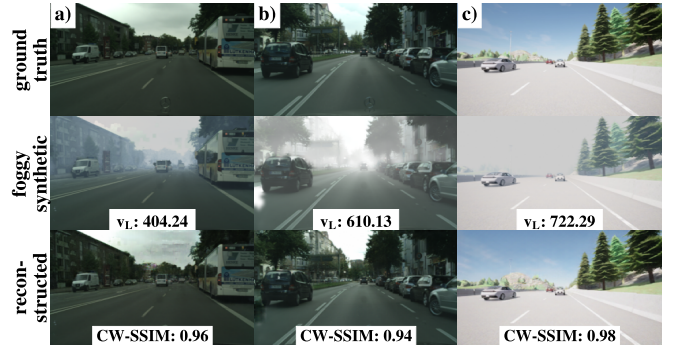 a) b) c)
ground
truth
foggy
synthetic
v_L: 404.24 v_L: 610.13 v_L: 722.29
recon-
structed
CW-SSIM: 0.96 CW-SSIM: 0.94 CW-SSIM: 0.98